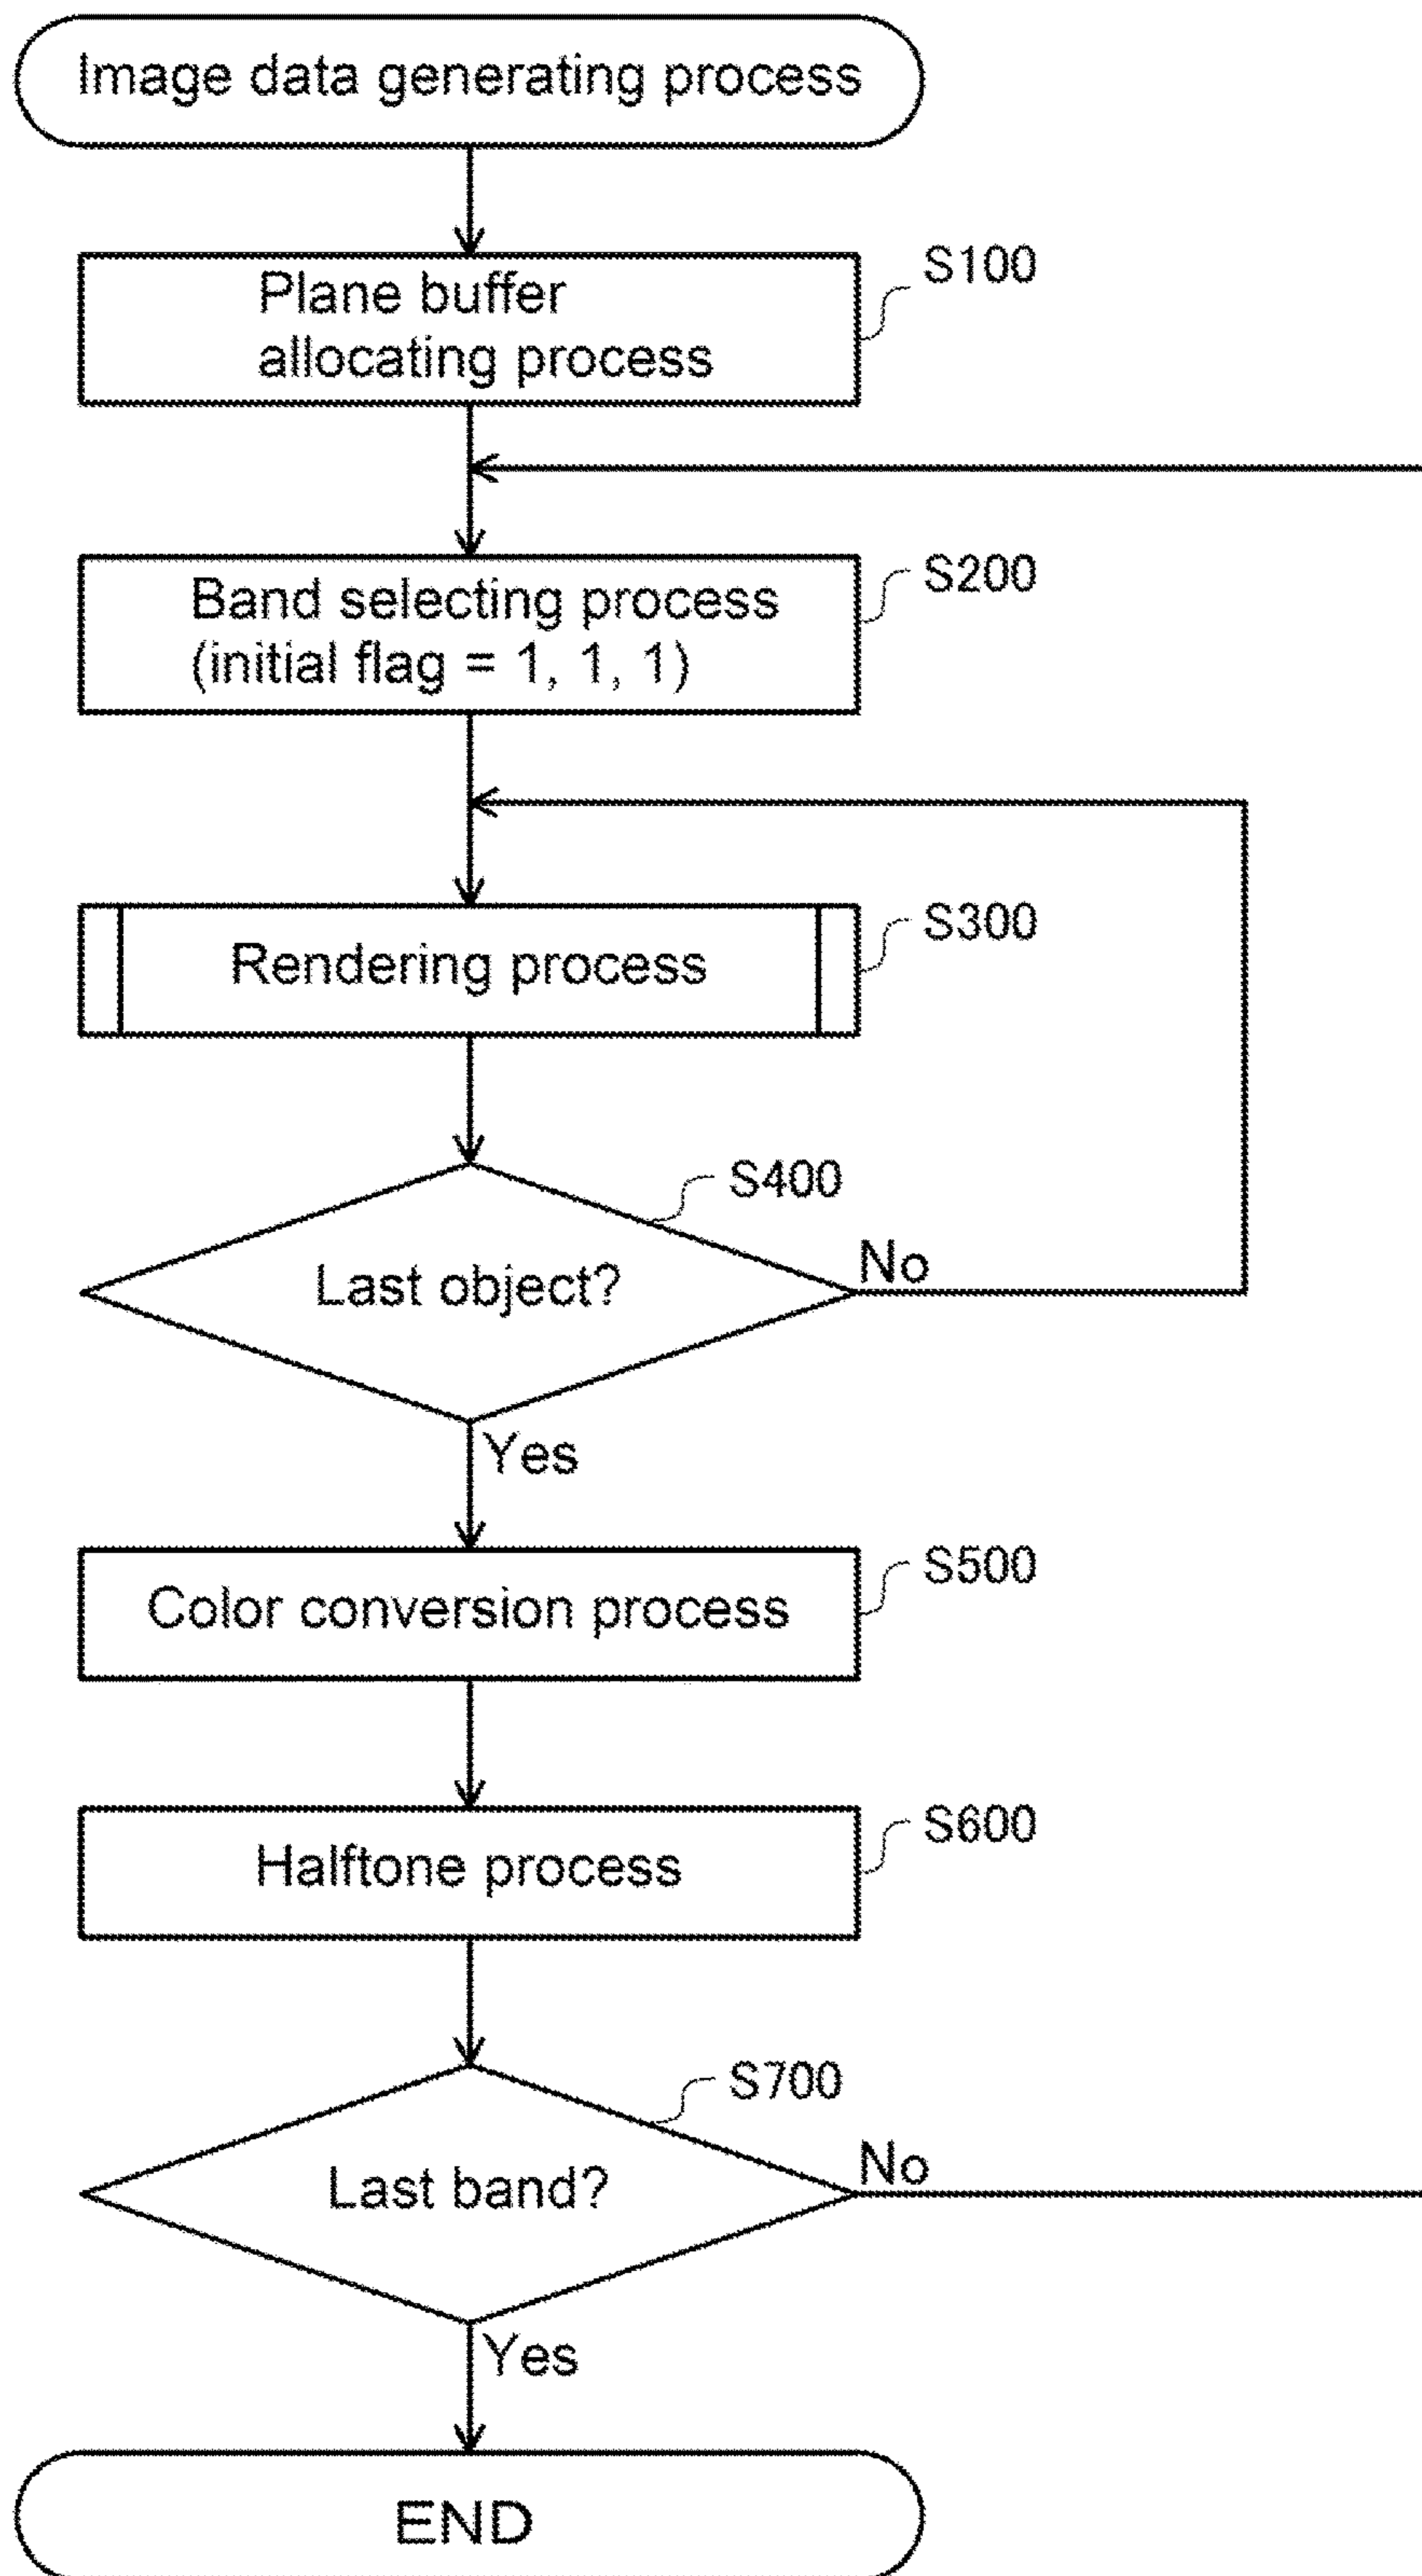 Image data generating process
Plane buffer
allocating process
S100
Band selecting process
(initial flag = 1, 1, 1)
S200
Rendering process
S300
S400
Last object?
No
Yes
Color conversion process
S500
Halftone process
S600
S700
Last band?
No
Yes
END